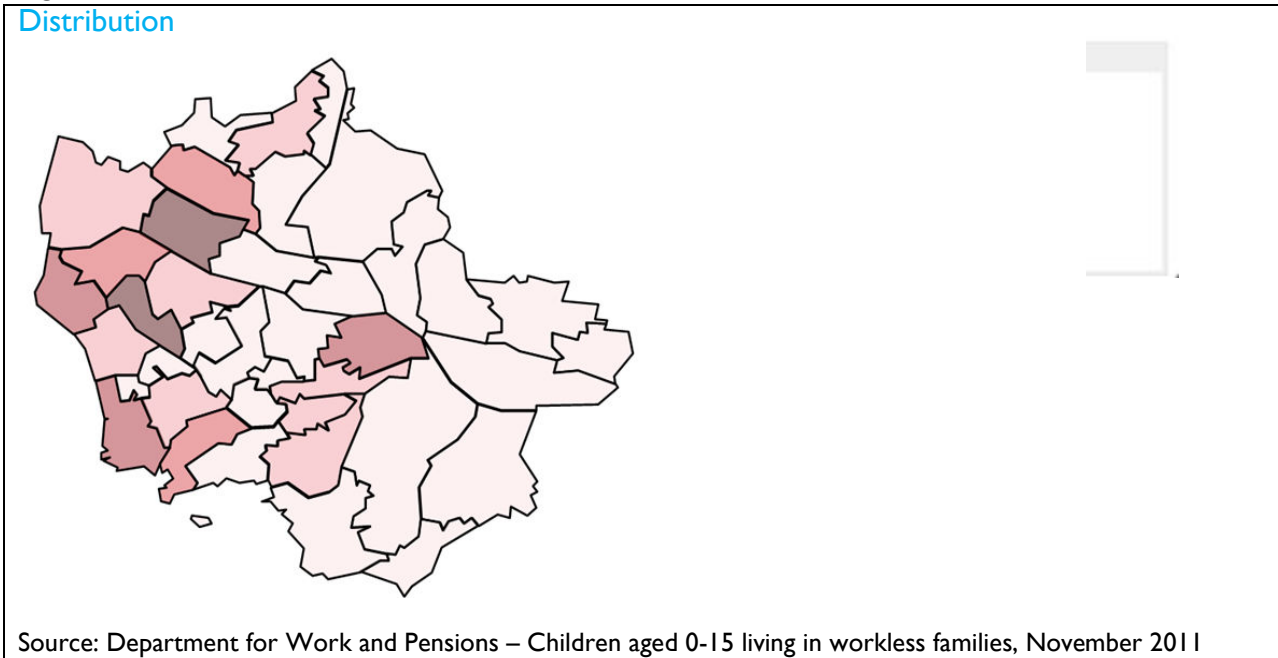 Distribution
Source: Department for Work and Pensions – Children aged 0-15 living in workless families, November 2011